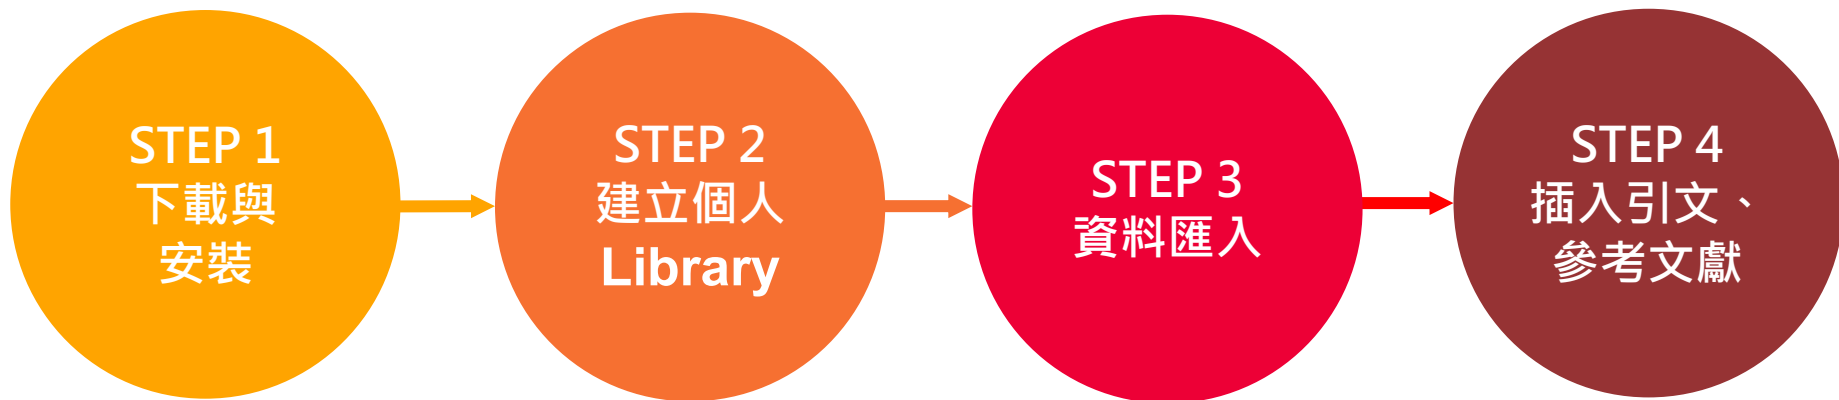 STEP 1
下載與
安裝
STEP 2
建立個人
Library
STEP 3
資料匯入
STEP 4
插入引文、
參考文獻